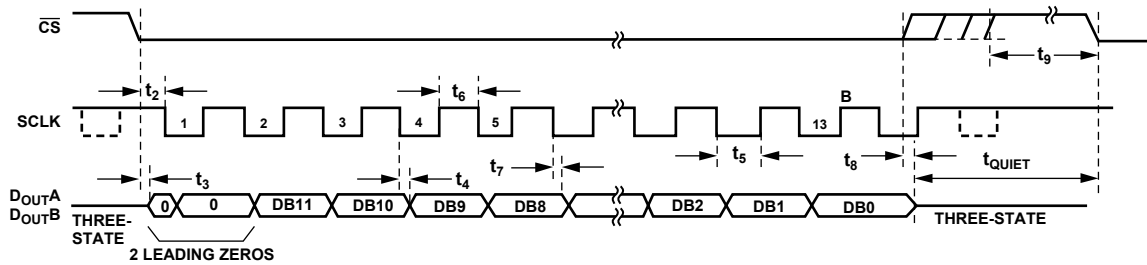 CS
t9
t2
t6
B
SCLK
1 2 3 4 5 13
t3 t4 t7 t5 t8 tQUIET
DOUTA
DOUTB
0 0 DB11 DB10 DB9 DB8 DB2 DB1 DB0
THREE-
STATE
THREE-STATE
2 LEADING ZEROS